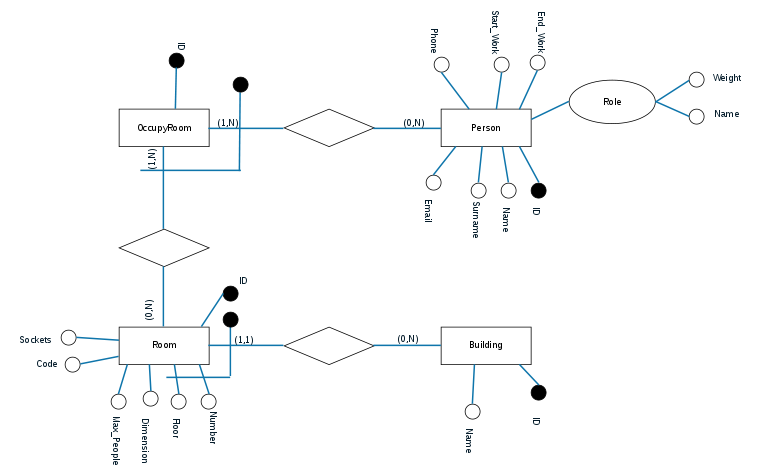 ID
Phone
Start_Work
End_Work
Weight
Role
Name
OccupyRoom
(1,N)
(0,N)
Person
(1,N)
Email
Surname
Name
ID
ID
(0,N)
Sockets
Room
(1,1)
(0,N)
Building
Code
Max_People
Dimension
Floor
Number
Name
ID